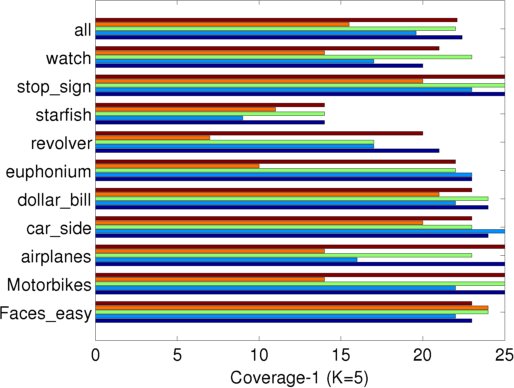 all
watch
stop_sign
starfish
revolver
euphonium
dollar_bill
car_side
airplanes
Motorbikes
Faces_easy
0 5 10 15 20 25
Coverage-1 (K=5)